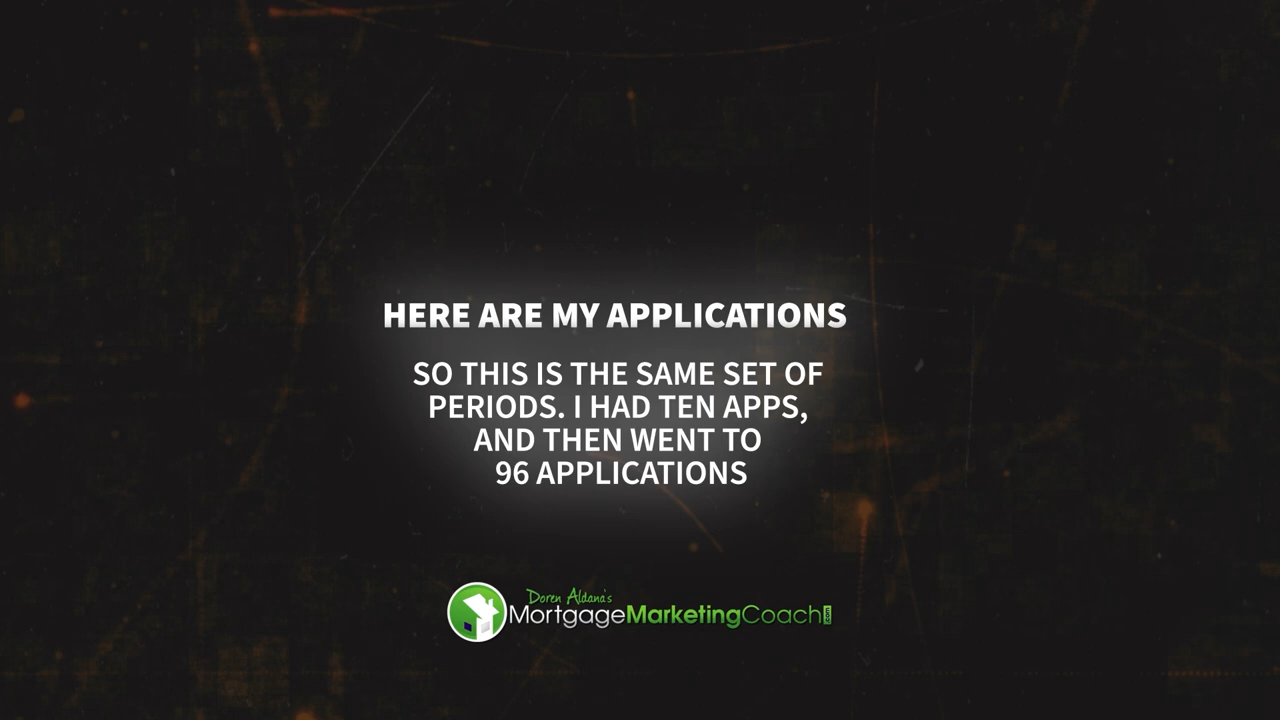 HERE ARE MY APPLICATIONS
SO THIS IS THE SAME SET OF
PERIODS. I HAD TEN APPS,
AND THEN WENT TO
96 APPLICATIONS
Doren Aldana's
MortgageMarketingCoach